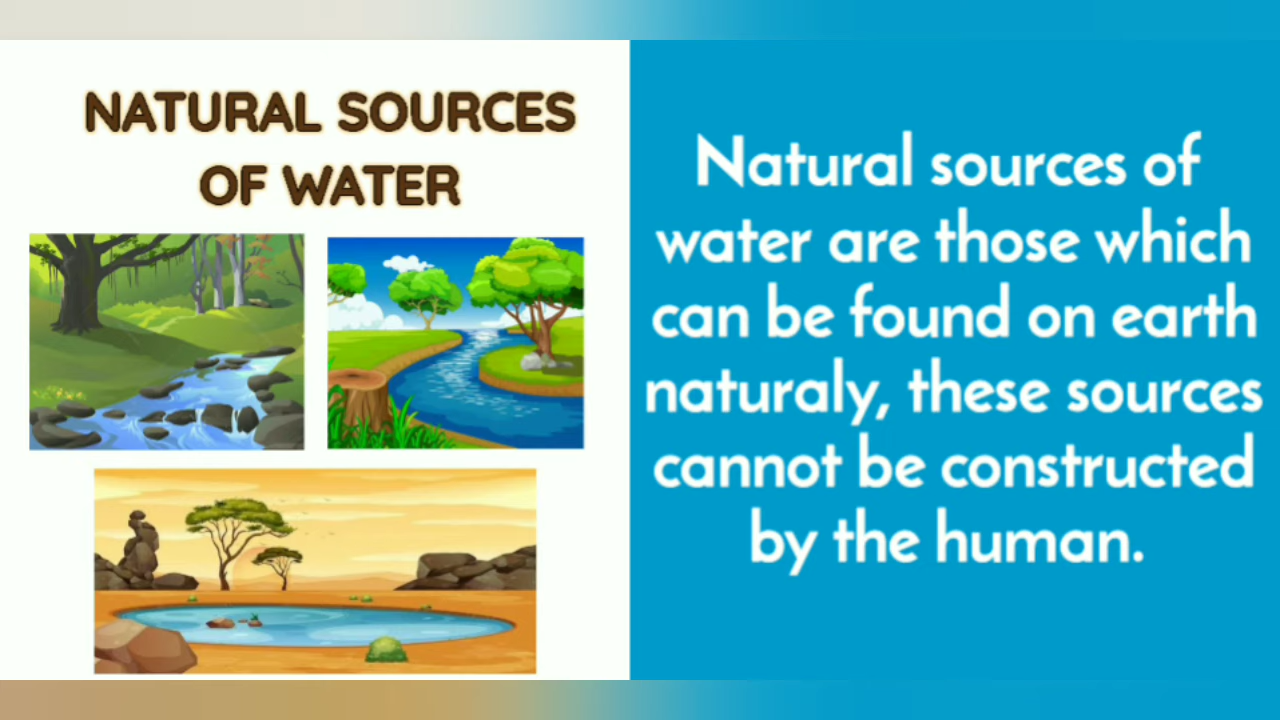 NATURAL SOURCES
OF WATER
Natural sources of
water are those which
can be found on earth
naturaly, these sources
cannot be constructed
by the human.